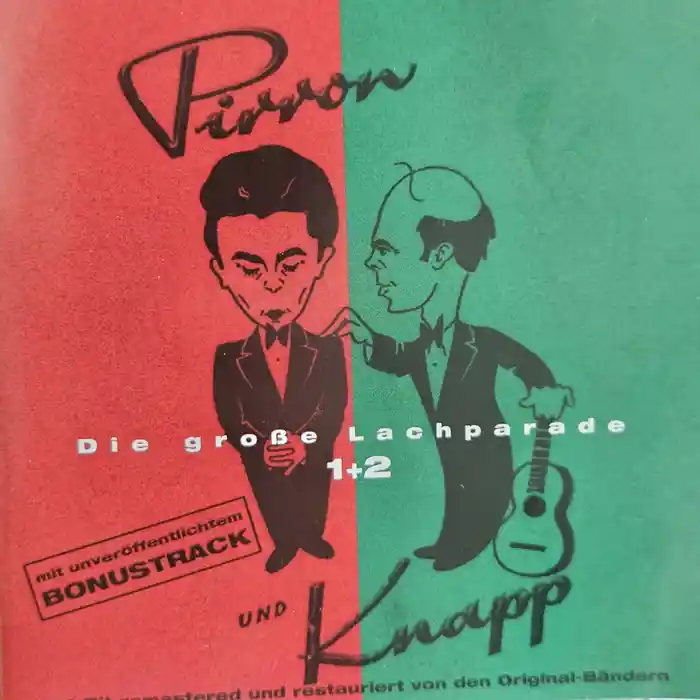 Pirron
Die große Lachparade
1+2
mit unveröffentlichtem
BONUSTRACK
UND
Knapp
remastered und restauriert von den Original-Bändern